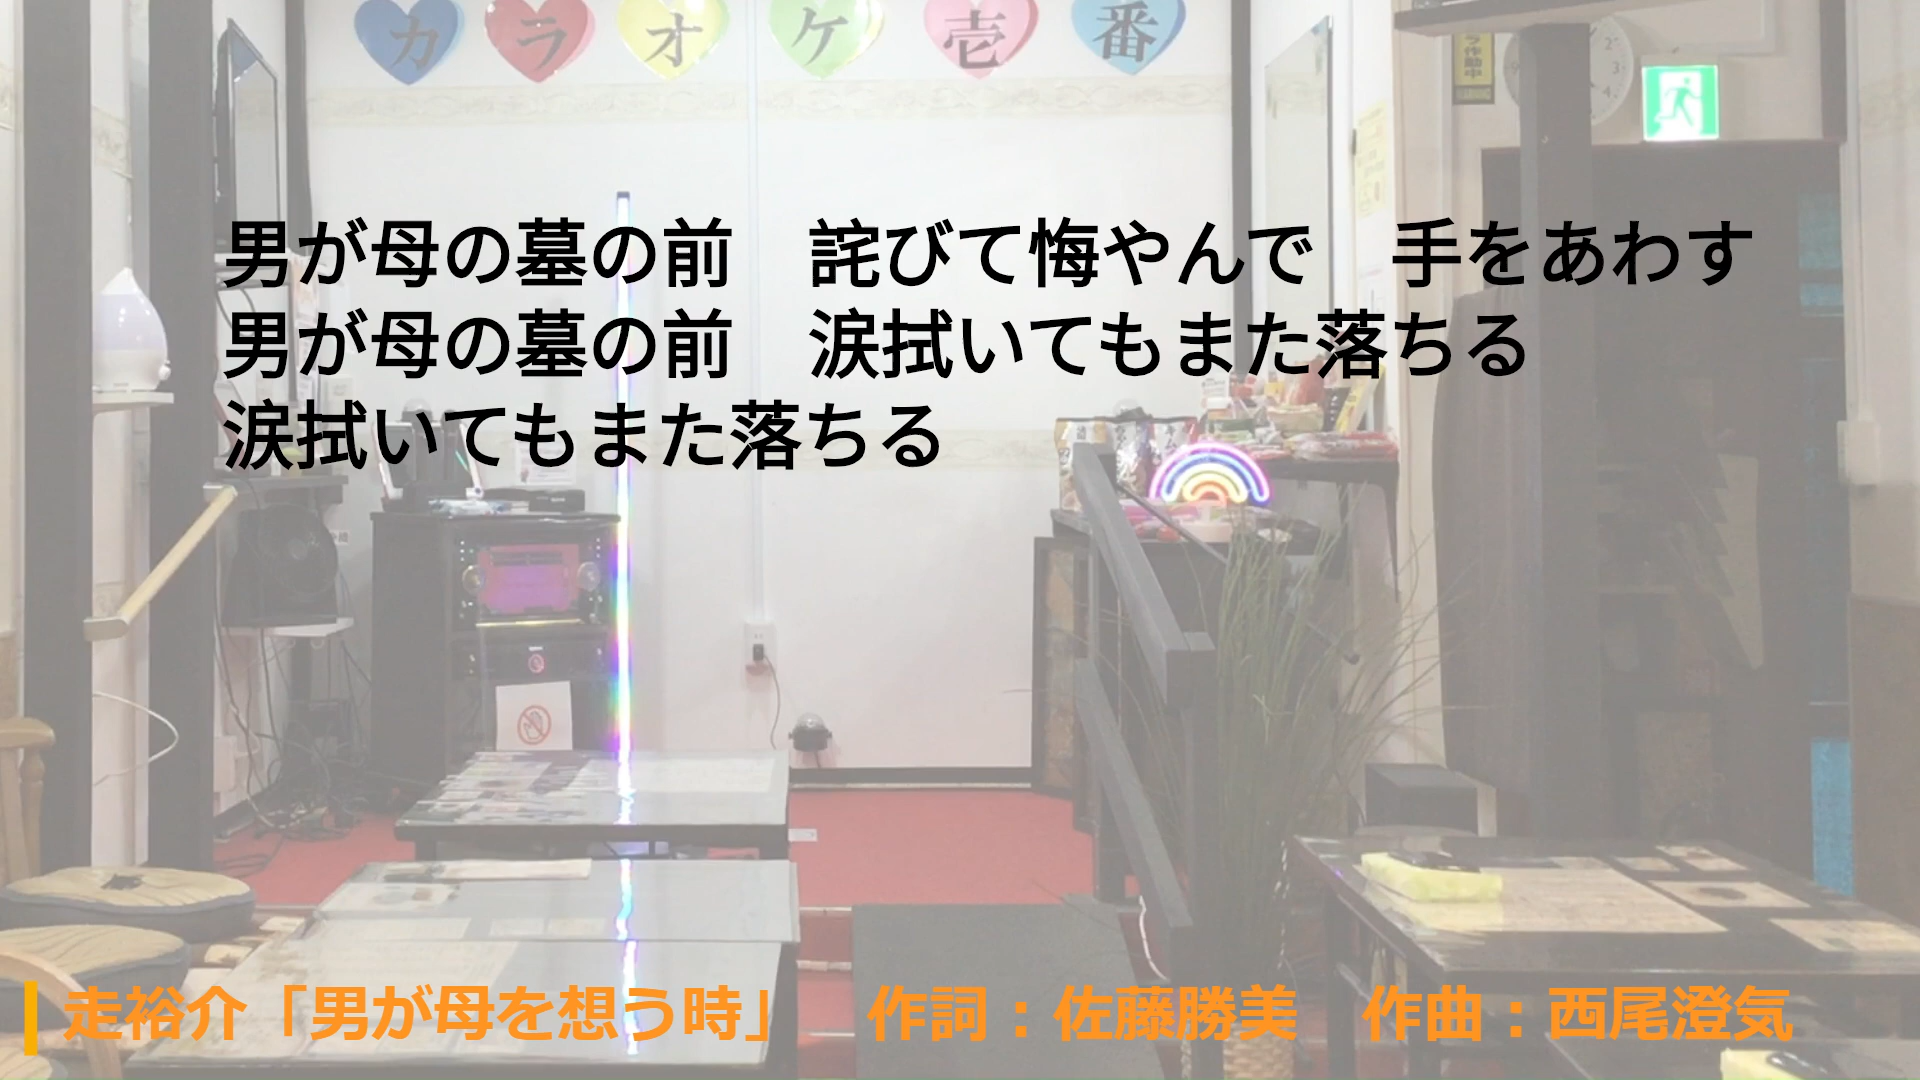 カラオケ壱番
男が母の墓の前　詫びて悔やんで　手をあわす
男が母の墓の前　涙拭いてもまた落ちる
涙拭いてもまた落ちる
走裕介「男が母を想う時」　作詞：佐藤勝美　作曲：西尾澄気